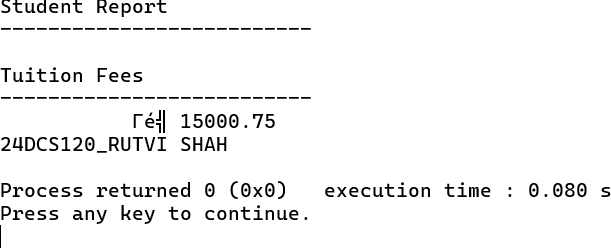 Student Report
--------------------------
Tuition Fees
--------------------------
Γé╣ 15000.75
24DCS120_RUTVI SHAH
Process returned 0 (0x0)   execution time : 0.080 s
Press any key to continue.